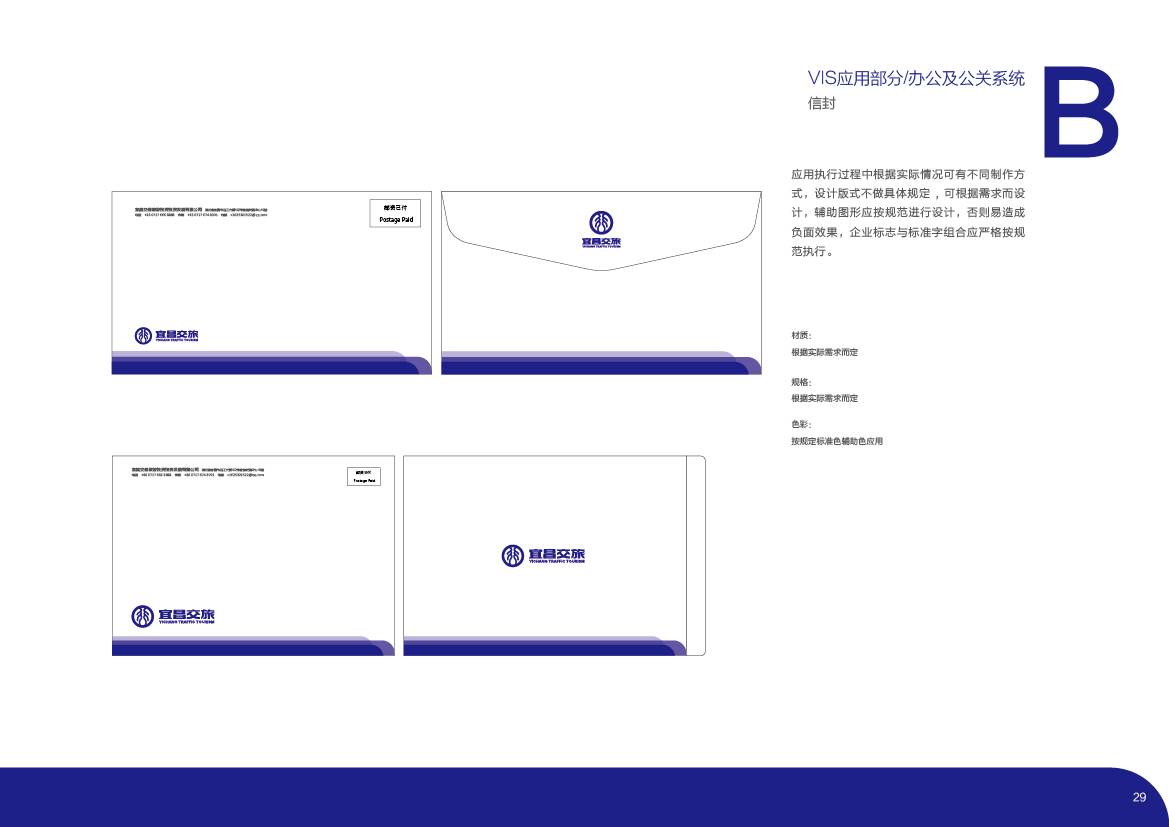 VIS应用部分/办公及公关系统
信封
B
应用执行过程中根据实际情况可有不同制作方
式，设计版式不做具体规定，可根据需求而设
计，辅助图形应按规范进行设计，否则易造成
负面效果，企业标志与标准字组合应严格按规
范执行。
材质：
根据实际需求而定
规格：
根据实际需求而定
色彩：
按规定标准色辅助色应用
邮资已付
Postage Paid
宜昌交旅
YICHANG TRAFFIC TOURISM
宜昌交旅
YICHANG TRAFFIC TOURISM
邮资已付
Postage Paid
宜昌交旅
YICHANG TRAFFIC TOURISM
宜昌交旅
YICHANG TRAFFIC TOURISM
29